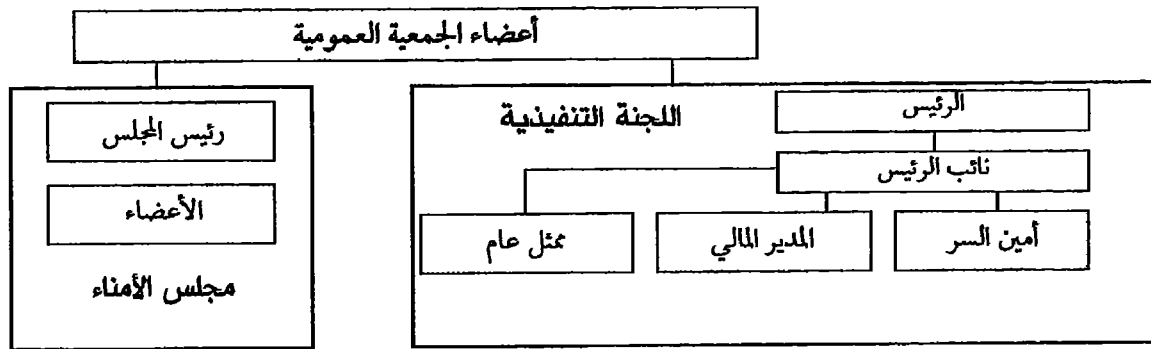 أعضاء الجمعية العمومية
اللجنة التنفيذية
الرئيس
نائب الرئيس
أمين السر
المدير المالي
ممثل عام
رئيس المجلس
الأعضاء
مجلس الأمناء